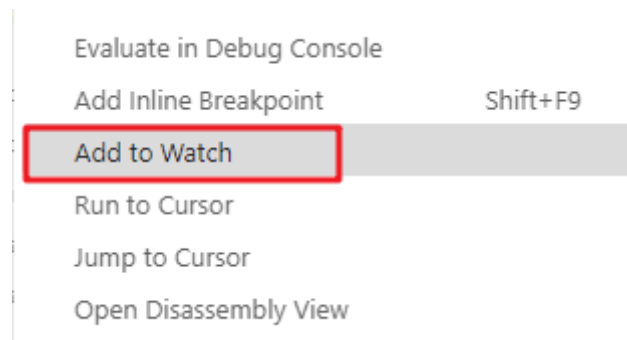 Evaluate in Debug Console
Add Inline Breakpoint Shift+F9
Add to Watch
Run to Cursor
Jump to Cursor
Open Disassembly View